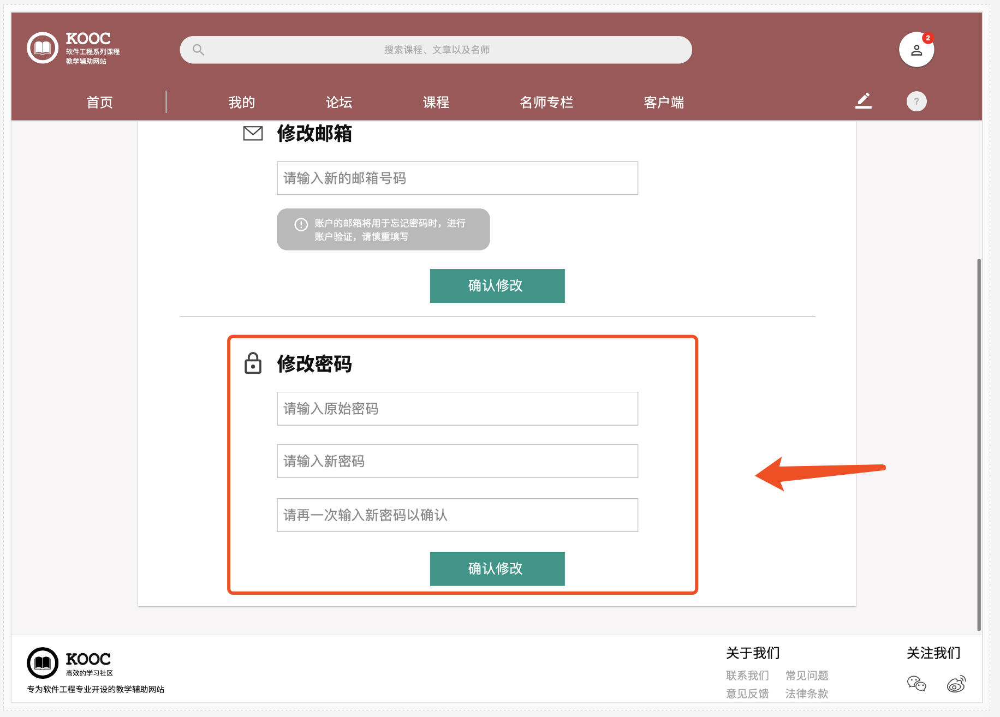 KOOC
软件工程系列课程
教学辅助网站
搜索课程、文章以及名师
2
首页
我的
论坛
课程
名师专栏
客户端
?
修改邮箱
请输入新的邮箱号码
账户的邮箱将用于忘记密码时，进行
账户验证，请慎重填写
确认修改
修改密码
请输入原始密码
请输入新密码
请再一次输入新密码以确认
确认修改
KOOC
高效的学习社区
专为软件工程专业开设的教学辅助网站
关于我们
联系我们 常见问题
意见反馈 法律条款
关注我们